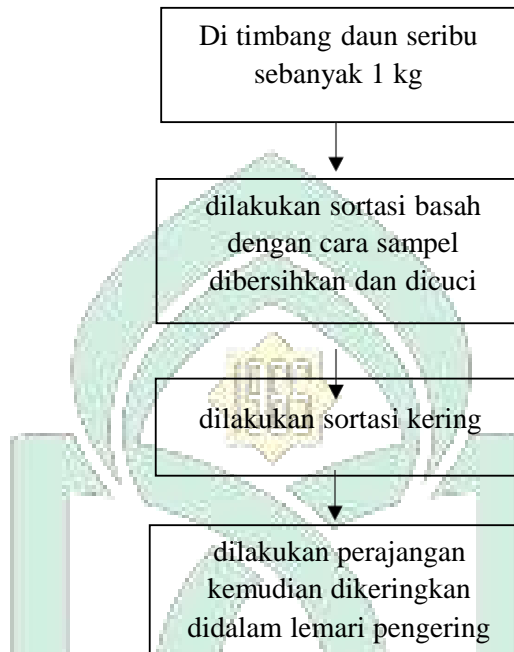 Di timbang daun seribu
sebanyak 1 kg
dilakukan sortasi basah
dengan cara sampel
dibersihkan dan dicuci
dilakukan sortasi kering
dilakukan perajangan
kemudian dikeringkan
didalam lemari pengering